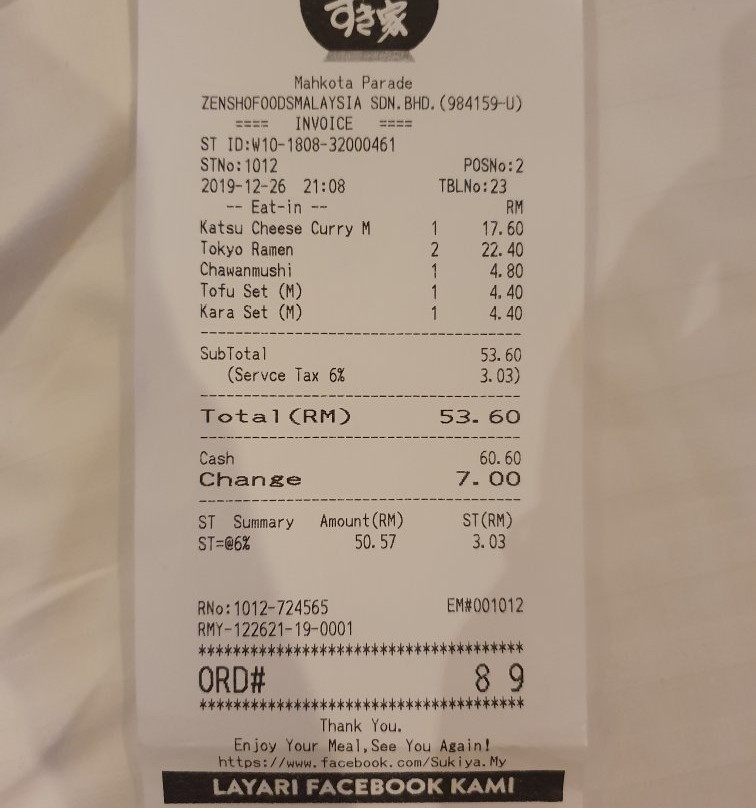 すき家
Mahkota Parade
ZENSHOFOODSMALAYSIA SDN.BHD.(984159-U)
==== INVOICE ====
ST ID:W10-1808-32000461
STNo:1012 POSNo:2
2019-12-26 21:08 TBLNo:23
-- Eat-in -- RM
Katsu Cheese Curry M 1 17.60
Tokyo Ramen 2 22.40
Chawanmushi 1 4.80
Tofu Set (M) 1 4.40
Kara Set (M) 1 4.40
SubTotal 53.60
(Servce Tax 6% 3.03)
Total(RM) 53.60
Cash 60.60
Change 7.00
ST Summary Amount(RM) ST(RM)
ST=@6% 50.57 3.03
RNo:1012-724565 EM#001012
RMY-122621-19-0001
***************************************
ORD# 8 9
***************************************
Thank You.
Enjoy Your Meal,See You Again!
https://www.facebook.com/Sukiya.My
LAYARI FACEBOOK KAMI